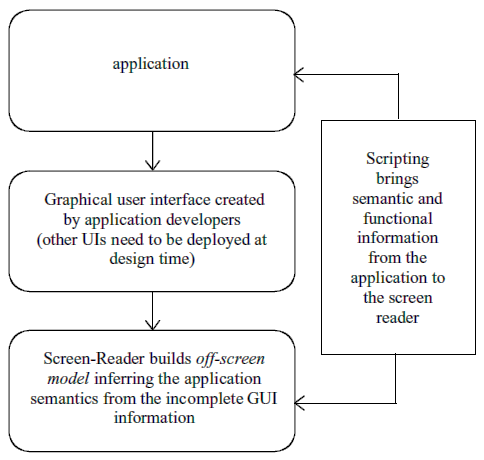 application
Graphical user interface created
by application developers
(other UIs need to be deployed at
design time)
Screen-Reader builds off-screen
model inferring the application
semantics from the incomplete GUI
information
Scripting
brings
semantic and
functional
information
from the
application to
the screen
reader